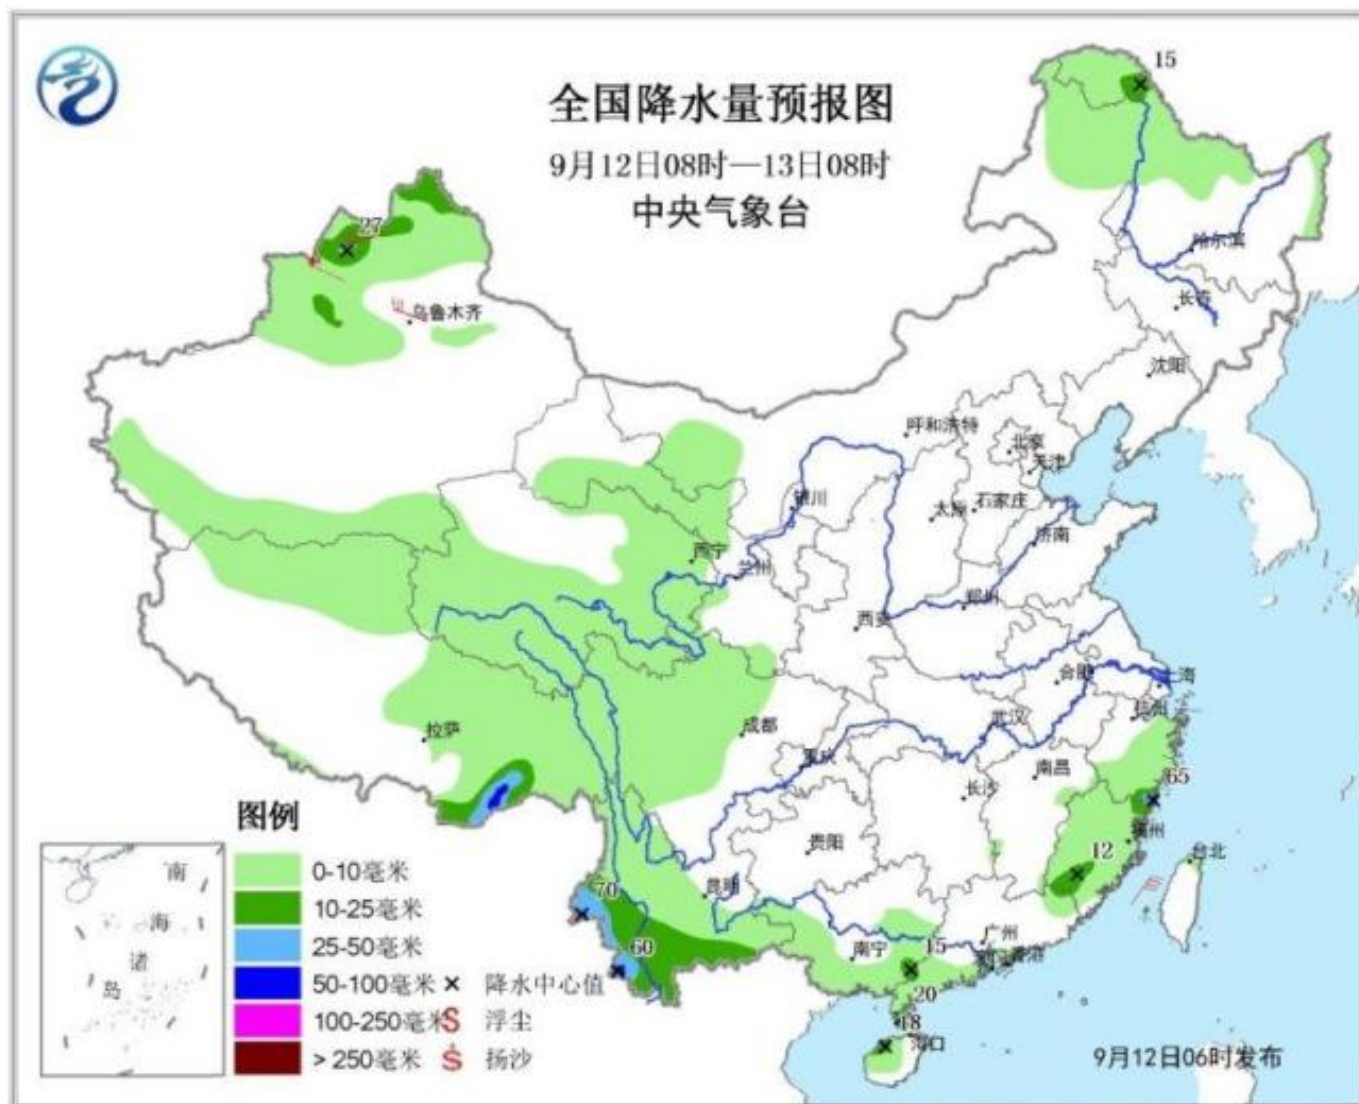 全国降水量预报图
9月12日08时—13日08时
中央气象台
15
27
乌鲁木齐
哈尔滨
长春
沈阳
呼和浩特
北京
天津
银川
太原
石家庄
济南
西宁
兰州
郑州
西安
合肥
上海
杭州
武汉
成都
拉萨
重庆
南昌
长沙
65
贵阳
福州
12
台北
昆明
70
60
南宁
广州
香港
15
20
18
海口
图例
0-10毫米
10-25毫米
25-50毫米
50-100毫米
100-250毫米
> 250毫米
降水中心值
浮尘
扬沙
南
海
诸
岛
9月12日06时发布